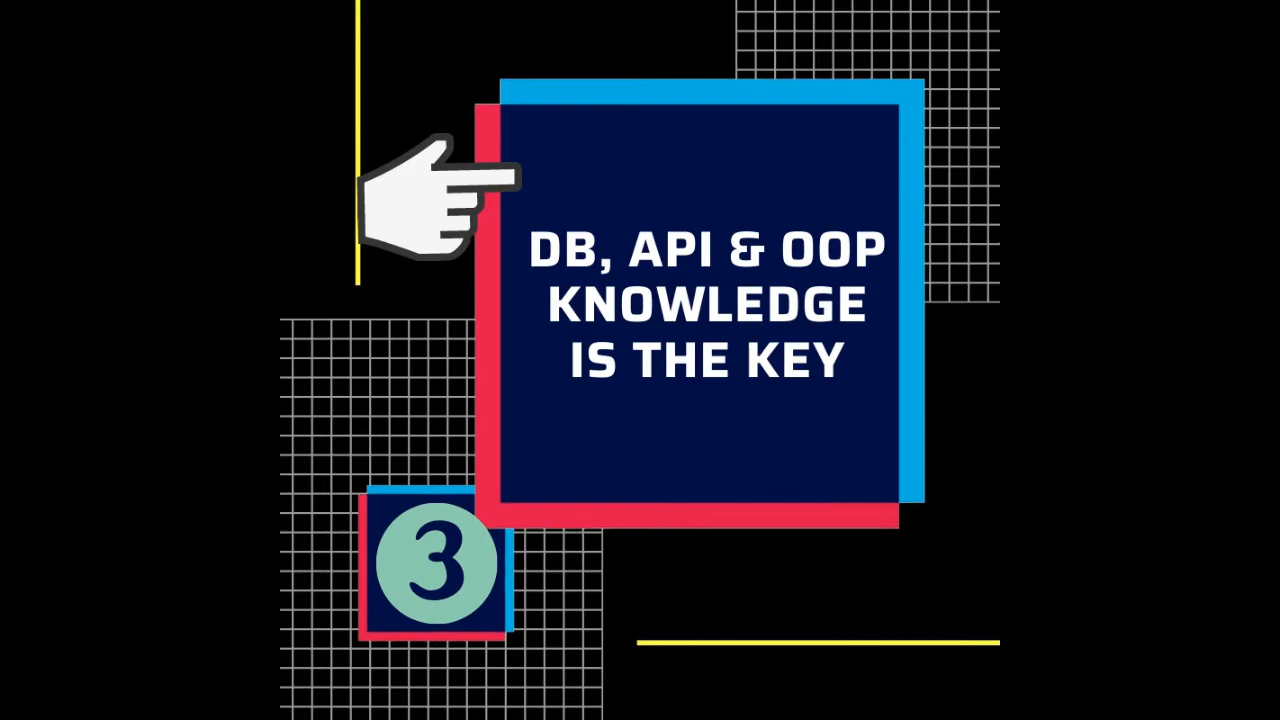 DB, API & OOP
KNOWLEDGE
IS THE KEY
3